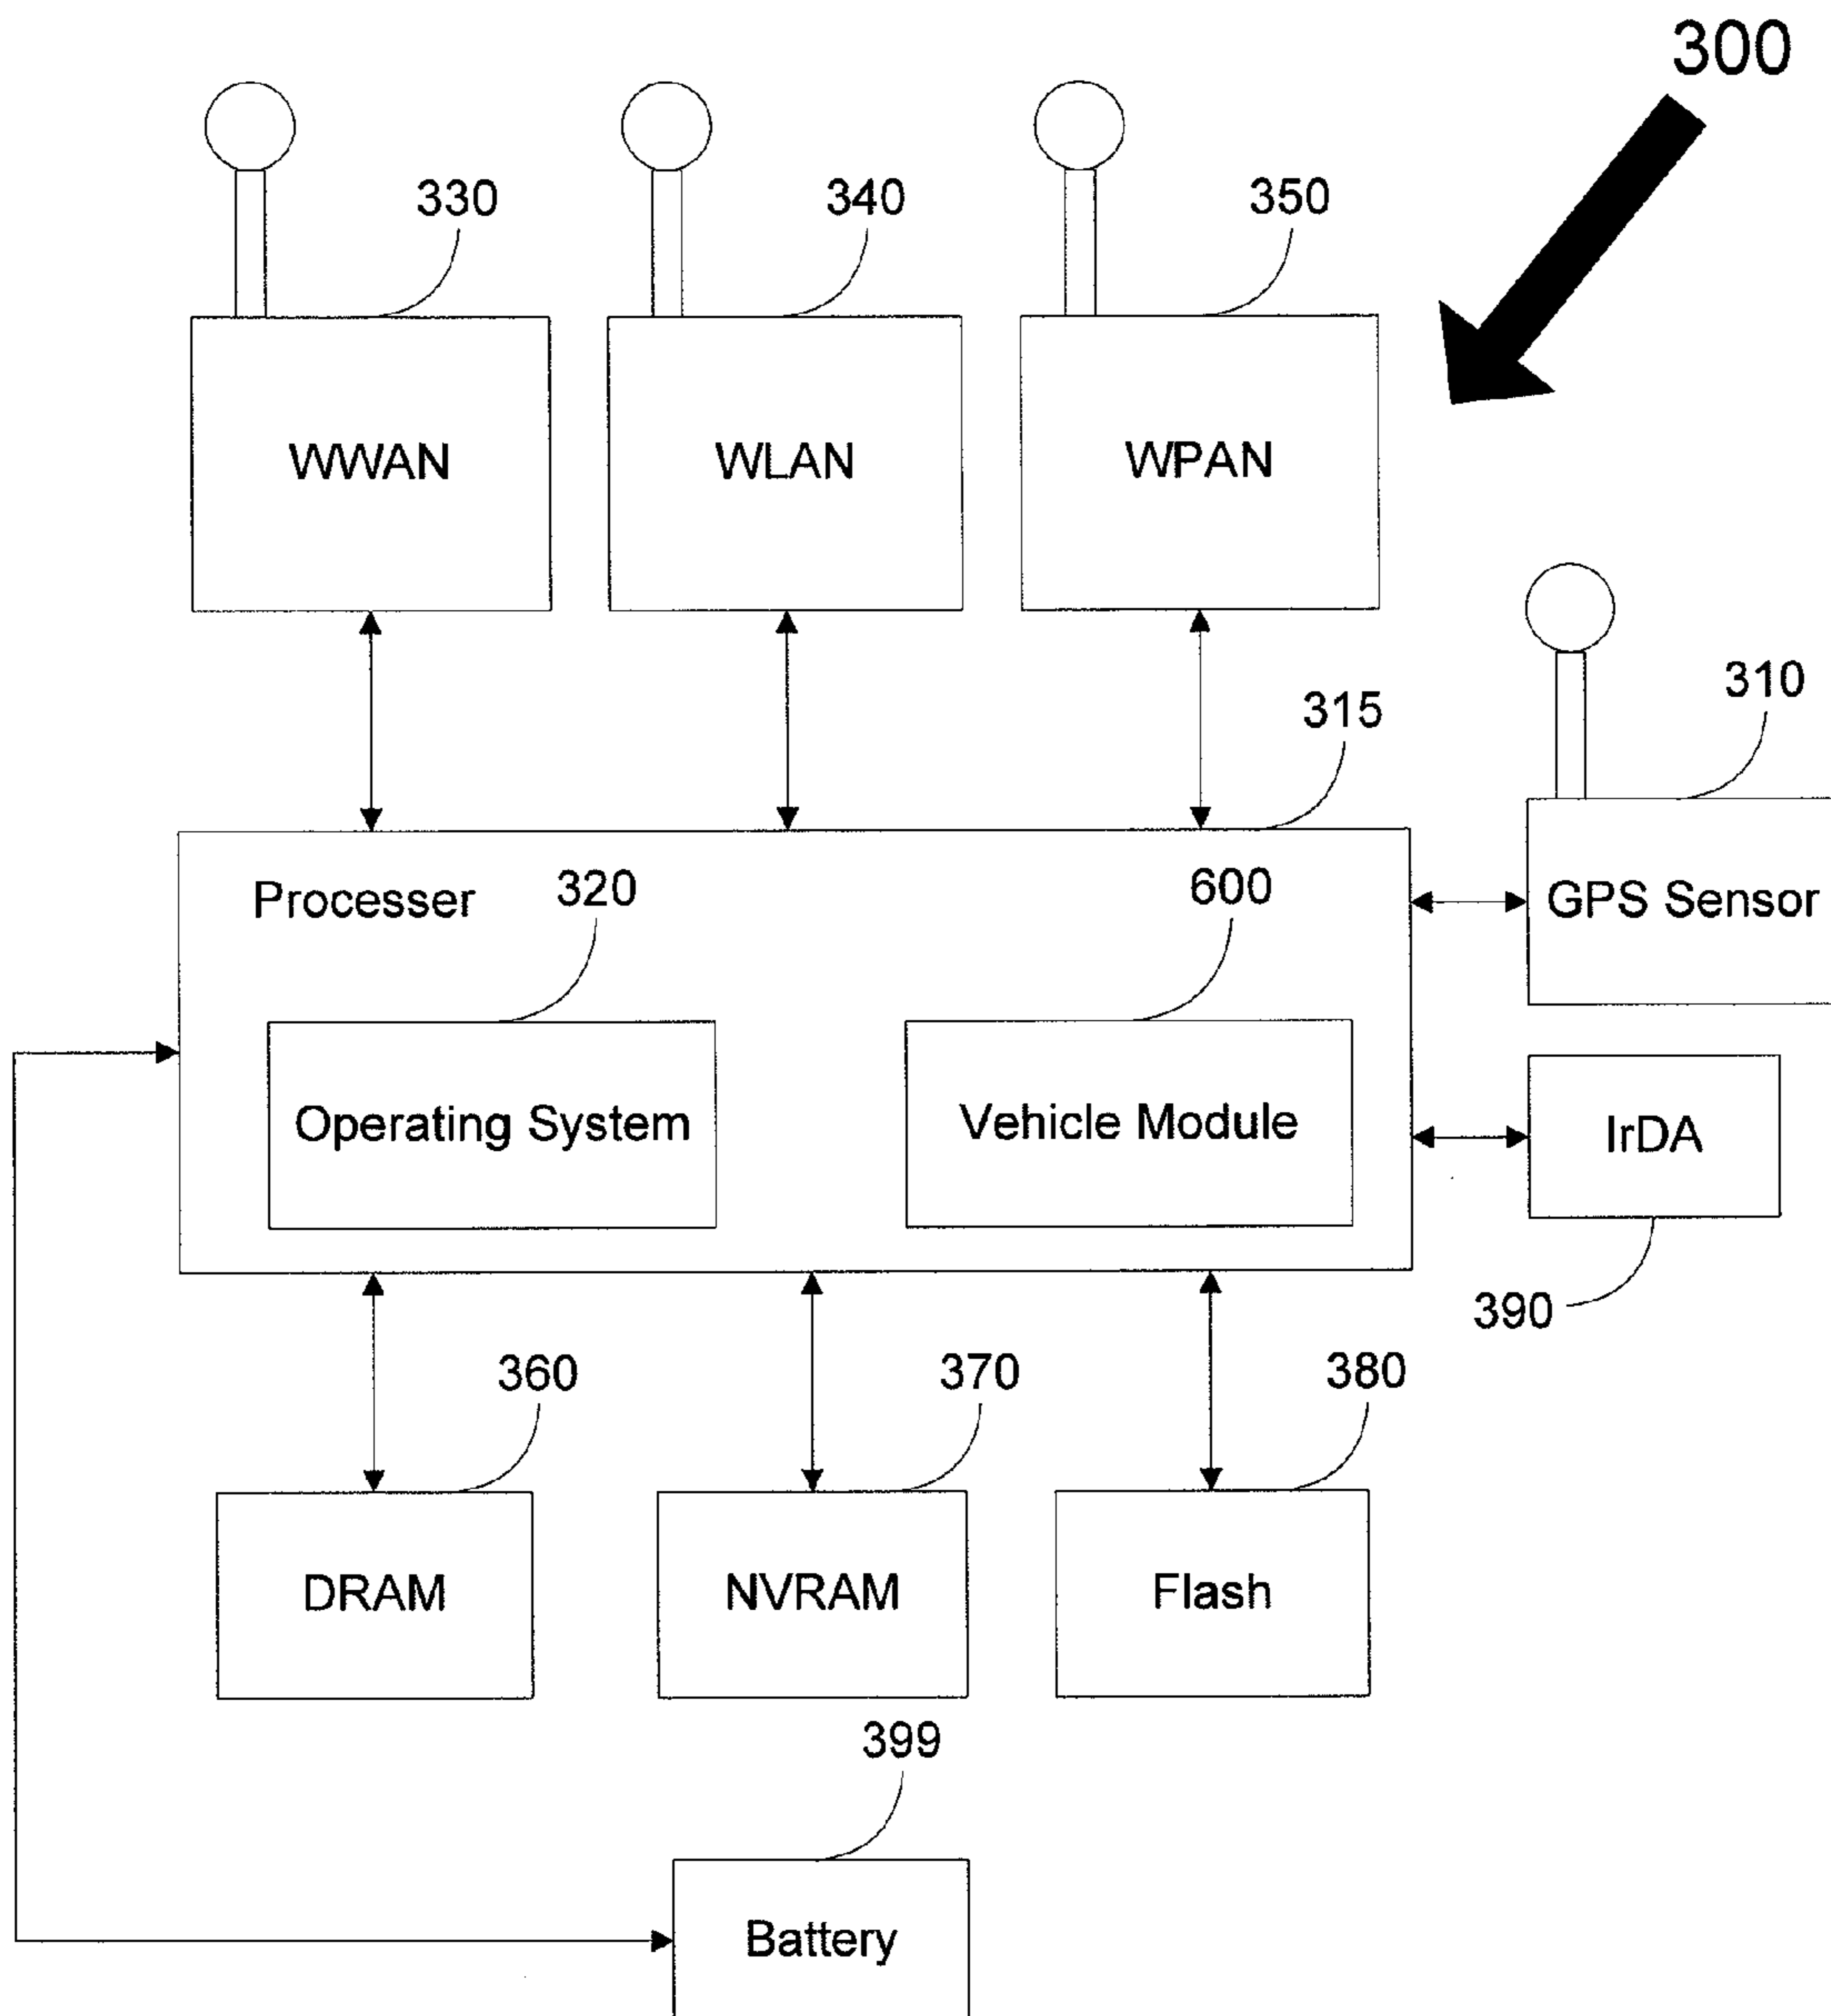 300
330
340
350
WWAN
WLAN
WPAN
310
315
Processer
320
600
GPS Sensor
Operating System
Vehicle Module
IrDA
390
360
370
380
DRAM
NVRAM
Flash
399
Battery